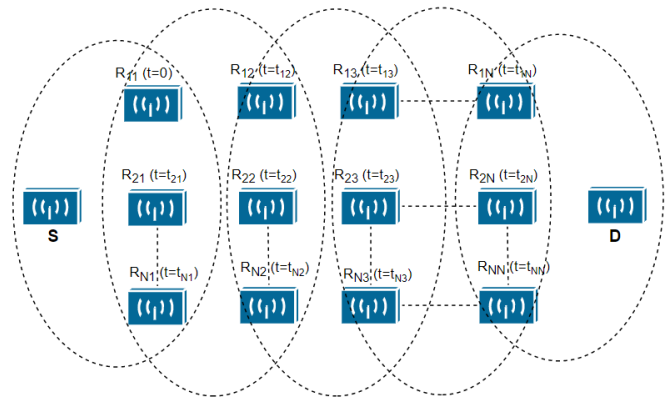 R11 (t=0) R12 (t=t12) R13 (t=t13) R1N (t=tNN)
R21 (t=t21) R22 (t=t22) R23 (t=t23) R2N (t=t2N)
S D
RN1 (t=tN1) RN2 (t=tN2) RN3 (t=tN3) RNN (t=tNN)